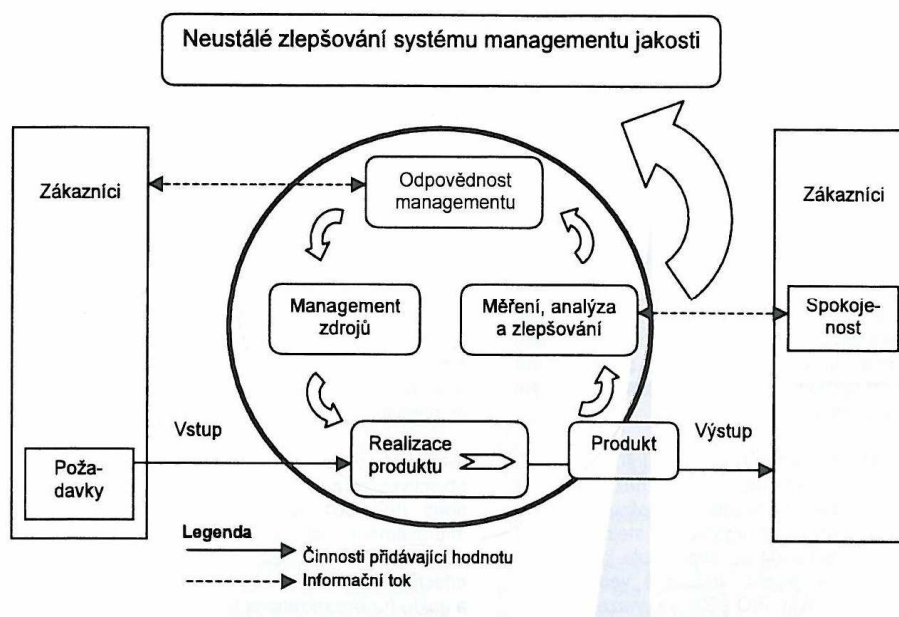 Neustálé zlepšování systému managementu jakosti
Zákazníci
Odpovědnost
managementu
Zákazníci
Management
zdrojů
Měření, analýza
a zlepšování
Spokoje-
nost
Vstup
Realizace
produktu
Produkt
Výstup
Poža-
davky
Legenda
Činnosti přidávající hodnotu
Informační tok